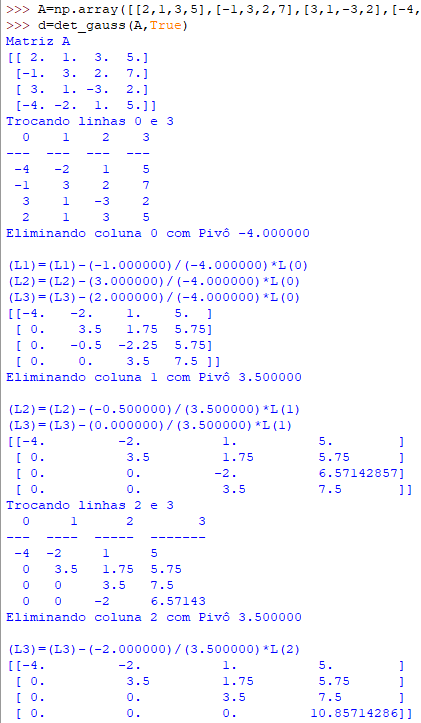 >>> A=np.array([[2,1,3,5],[-1,3,2,7],[3,1,-3,2],[-4,
>>> d=det_gauss(A,True)
Matriz A
[[ 2.  1.  3.  5.]
 [-1.  3.  2.  7.]
 [ 3.  1. -3.  2.]
 [-4. -2.  1.  5.]]
Trocando linhas 0 e 3
  0    1    2    3
---  ---  ---  ---
 -4   -2    1    5
 -1    3    2    7
  3    1   -3    2
  2    1    3    5
Eliminando coluna 0 com Pivô -4.000000
(L1)=(L1)-(-1.000000)/(-4.000000)*L(0)
(L2)=(L2)-(3.000000)/(-4.000000)*L(0)
(L3)=(L3)-(2.000000)/(-4.000000)*L(0)
[[-4.   -2.    1.    5.  ]
 [ 0.    3.5   1.75  5.75]
 [ 0.   -0.5  -2.25  5.75]
 [ 0.    0.    3.5   7.5 ]]
Eliminando coluna 1 com Pivô 3.500000
(L2)=(L2)-(-0.500000)/(3.500000)*L(1)
(L3)=(L3)-(0.000000)/(3.500000)*L(1)
[[-4.         -2.          1.          5.        ]
 [ 0.          3.5         1.75        5.75      ]
 [ 0.          0.         -2.          6.57142857]
 [ 0.          0.          3.5         7.5       ]]
Trocando linhas 2 e 3
  0     1      2        3
---  ----  -----  -------
 -4  -2     1     5
  0   3.5   1.75  5.75
  0   0     3.5   7.5
  0   0    -2     6.57143
Eliminando coluna 2 com Pivô 3.500000
(L3)=(L3)-(-2.000000)/(3.500000)*L(2)
[[-4.         -2.          1.          5.        ]
 [ 0.          3.5         1.75        5.75      ]
 [ 0.          0.          3.5         7.5       ]
 [ 0.          0.          0.         10.85714286]